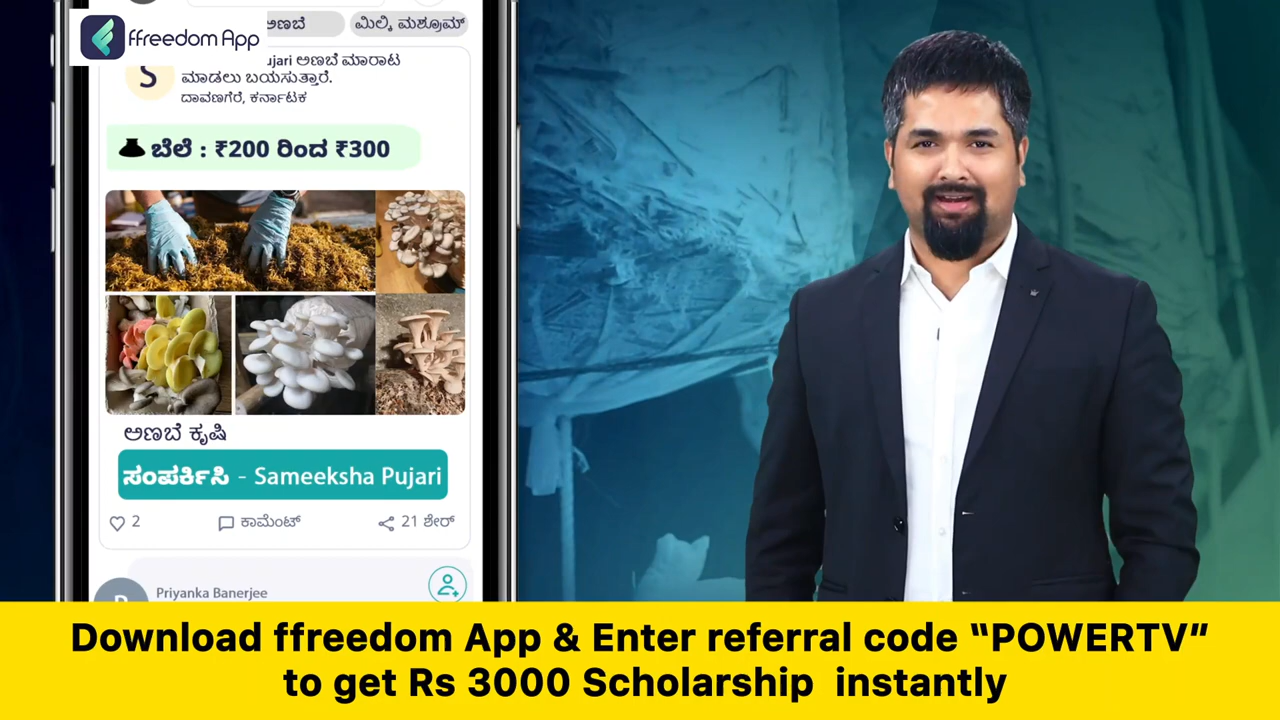 ಅಣಬೆ
ಮಿಲ್ಕಿ ಮಶ್ರೂಮ್
ffreedom App
S
ujari ಅಣಬೆ ಮಾರಾಟ
ಮಾಡಲು ಬಯಸುತ್ತಾರೆ.
ದಾವಣಗೆರೆ, ಕರ್ನಾಟಕ
ಬೆಲೆ : ₹200 ರಿಂದ ₹300
ಅಣಬೆ ಕೃಷಿ
ಸಂಪರ್ಕಿಸಿ - Sameeksha Pujari
2
ಕಾಮೆಂಟ್
21 ಶೇರ್
Priyanka Banerjee
Download ffreedom App & Enter referral code “POWERTV”
to get Rs 3000 Scholarship instantly